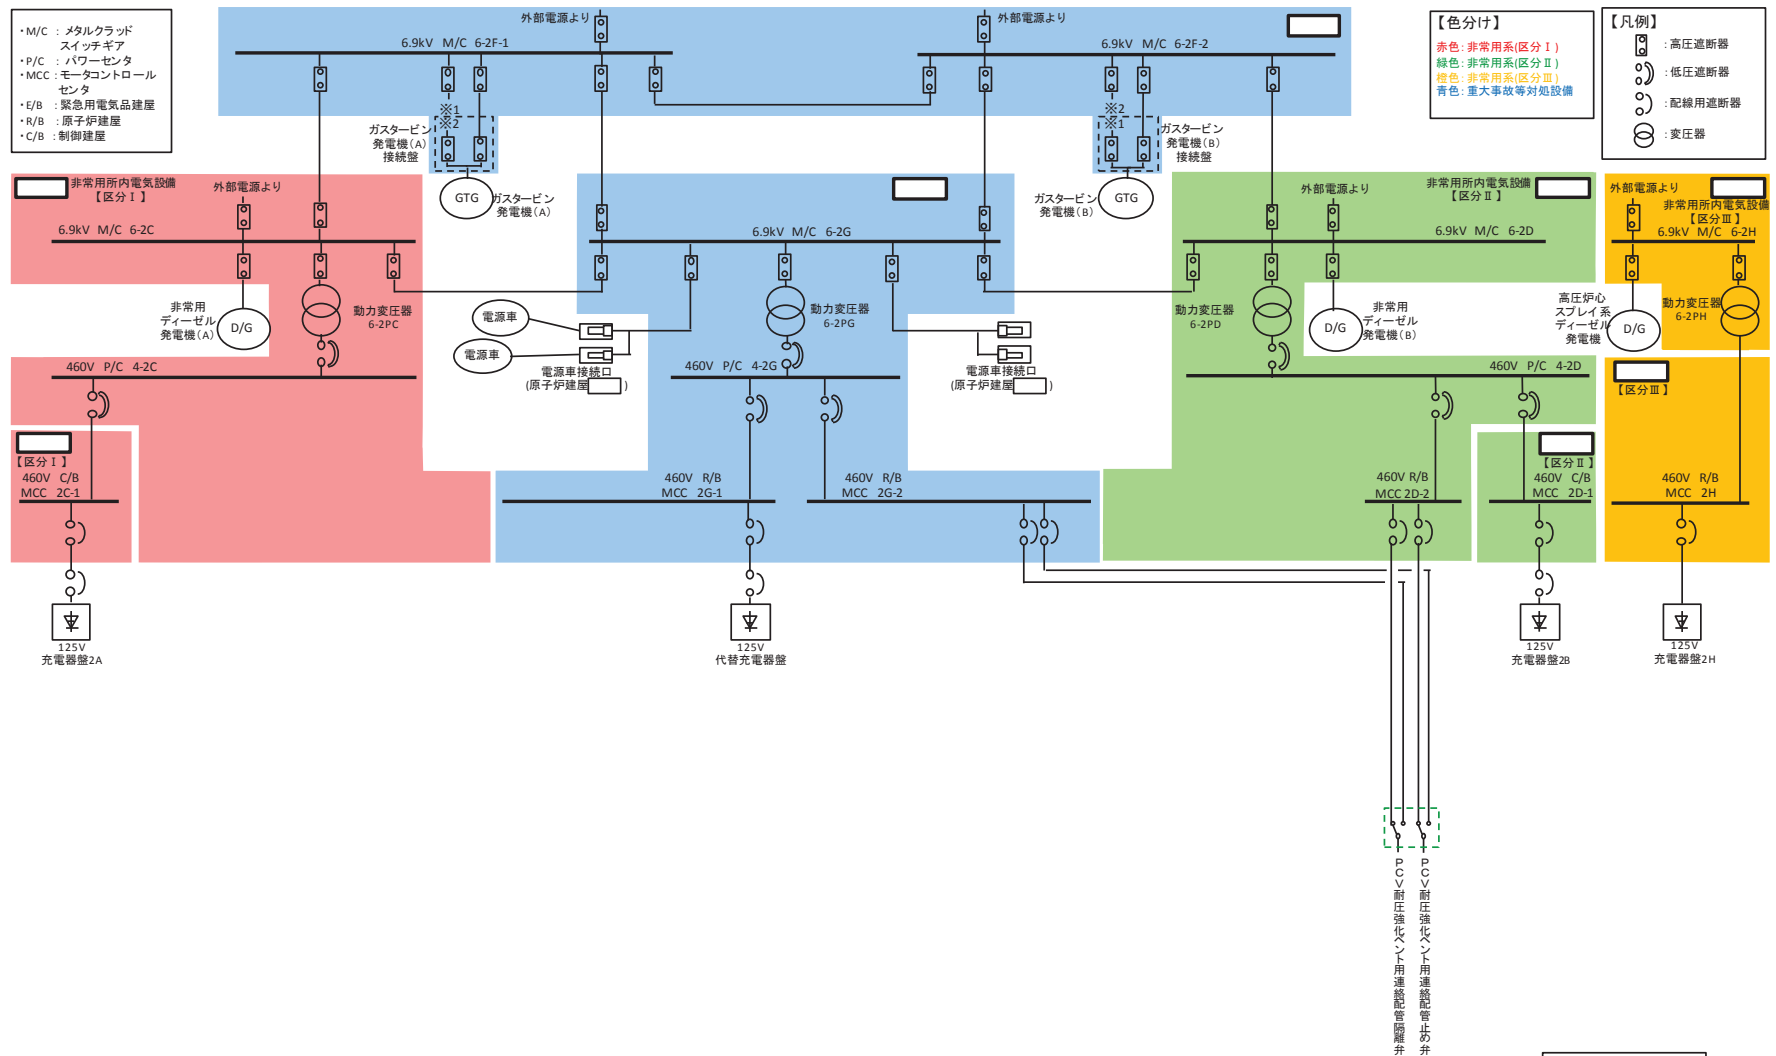 ・M/C : メタルクラッド
スイッチギア
・P/C : パワーセンタ
・MCC : モータコントロール
センタ
・E/B : 緊急用電気品建屋
・R/B : 原子炉建屋
・C/B : 制御建屋
外部電源より
外部電源より
6.9kV M/C 6-2F-1
6.9kV M/C 6-2F-2
【色分け】
赤色: 非常用系(区分Ⅰ)
緑色: 非常用系(区分Ⅱ)
橙色: 非常用系(区分Ⅲ)
青色: 重大事故等対処設備
【凡例】
: 高圧遮断器
: 低圧遮断器
: 配線用遮断器
: 変圧器
※1
※2
ガスタービン
発電機(A)
接続盤
GTG
ガスタービン
発電機(A)
※2
※1
ガスタービン
発電機(B)
接続盤
ガスタービン
発電機(B)
GTG
非常用所内電気設備
【区分Ⅰ】
外部電源より
6.9kV M/C 6-2C
6.9kV M/C 6-2G
外部電源より
非常用所内電気設備
【区分Ⅱ】
6.9kV M/C 6-2D
外部電源より
非常用所内電気設備
【区分Ⅲ】
6.9kV M/C 6-2H
非常用
ディーゼル
発電機(A)
D/G
動力変圧器
6-2PC
電源車
電源車
電源車接続口
(原子炉建屋 )
動力変圧器
6-2PG
電源車接続口
(原子炉建屋 )
動力変圧器
6-2PD
D/G
非常用
ディーゼル
発電機(B)
高圧炉心
スプレイ系
ディーゼル
発電機
D/G
動力変圧器
6-2PH
460V P/C 4-2C
460V P/C 4-2G
460V P/C 4-2D
【区分Ⅲ】
【区分Ⅰ】
460V C/B
MCC 2C-1
460V R/B
MCC 2G-1
460V R/B
MCC 2G-2
460V R/B
MCC 2D-2
【区分Ⅱ】
460V C/B
MCC 2D-1
460V R/B
MCC 2H
125V
充電器盤2A
125V
代替充電器盤
125V
充電器盤2B
125V
充電器盤2H
PCV耐圧強化ベント用連絡配管隔離弁
PCV耐圧強化ベント用連絡配管止め弁